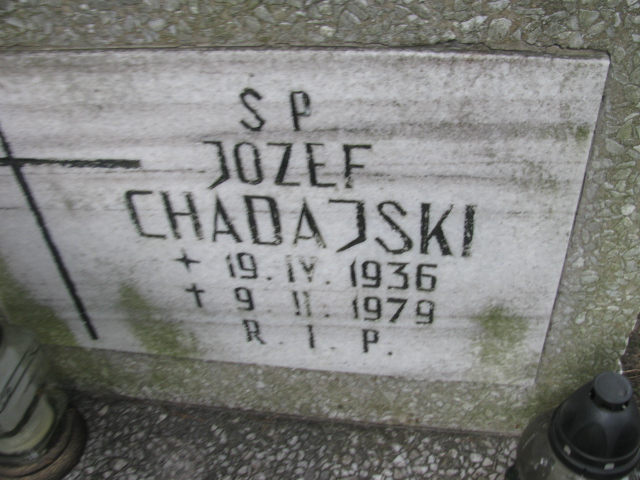 S P
JOZEF
CHADAJSKI
+ 19. IV. 1936
+ 9. II. 1979
R. I. P.